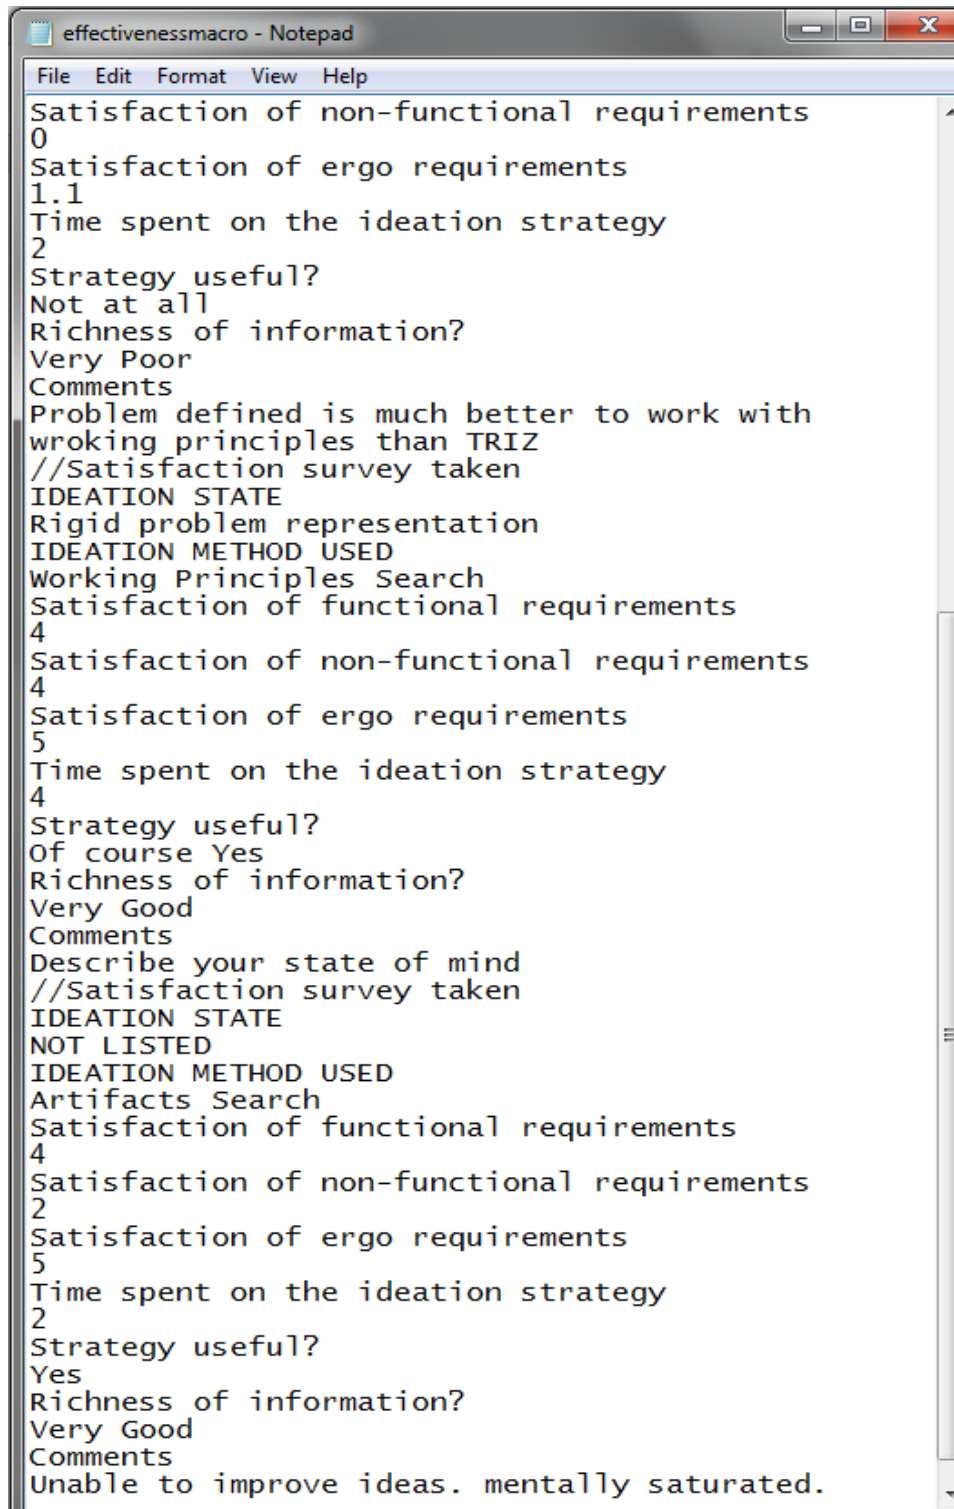 effectivenessmacro - Notepad
File Edit Format View Help
Satisfaction of non-functional requirements
0
Satisfaction of ergo requirements
1.1
Time spent on the ideation strategy
2
Strategy useful?
Not at all
Richness of information?
Very Poor
Comments
Problem defined is much better to work with
wroking principles than TRIZ
//Satisfaction survey taken
IDEATION STATE
Rigid problem representation
IDEATION METHOD USED
Working Principles Search
Satisfaction of functional requirements
4
Satisfaction of non-functional requirements
4
Satisfaction of ergo requirements
5
Time spent on the ideation strategy
4
Strategy useful?
Of course Yes
Richness of information?
Very Good
Comments
Describe your state of mind
//Satisfaction survey taken
IDEATION STATE
NOT LISTED
IDEATION METHOD USED
Artifacts Search
Satisfaction of functional requirements
4
Satisfaction of non-functional requirements
2
Satisfaction of ergo requirements
5
Time spent on the ideation strategy
2
Strategy useful?
Yes
Richness of information?
Very Good
Comments
Unable to improve ideas. mentally saturated.